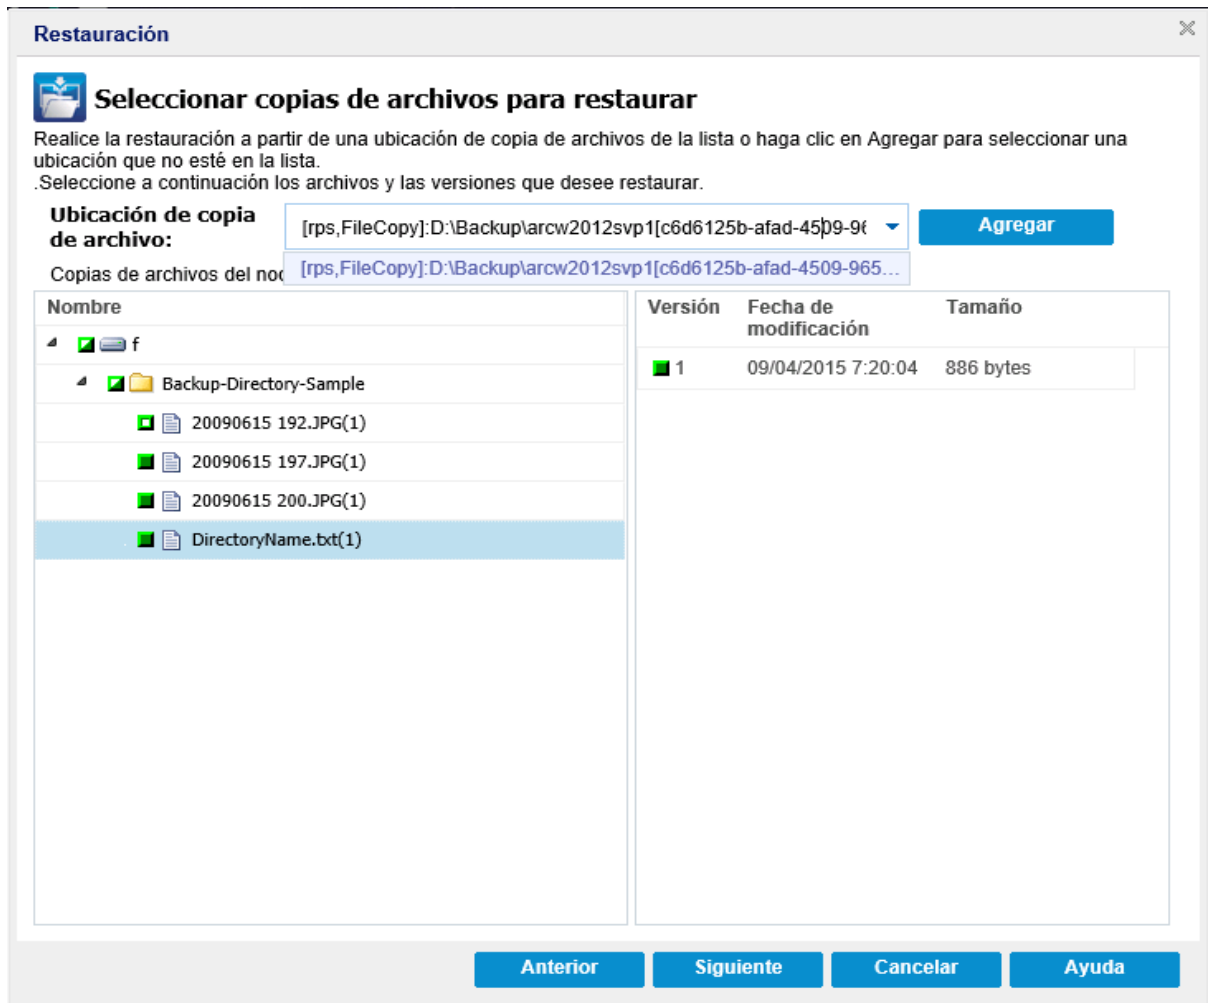 Restauración
Seleccionar copias de archivos para restaurar
Realice la restauración a partir de una ubicación de copia de archivos de la lista o haga clic en Agregar para seleccionar una
ubicación que no esté en la lista.
.Seleccione a continuación los archivos y las versiones que desee restaurar.
Ubicación de copia
de archivo:
[rps,FileCopy]:D:\Backup\arcw2012svp1[c6d6125b-afad-4509-96
Agregar
[rps,FileCopy]:D:\Backup\arcw2012svp1[c6d6125b-afad-4509-965...
Copias de archivos del
Nombre
Versión
Fecha de
modificación
Tamaño
f
Backup-Directory-Sample
1
09/04/2015 7:20:04
886 bytes
20090615 192.JPG(1)
20090615 197.JPG(1)
20090615 200.JPG(1)
DirectoryName.txt(1)
Anterior
Siguiente
Cancelar
Ayuda